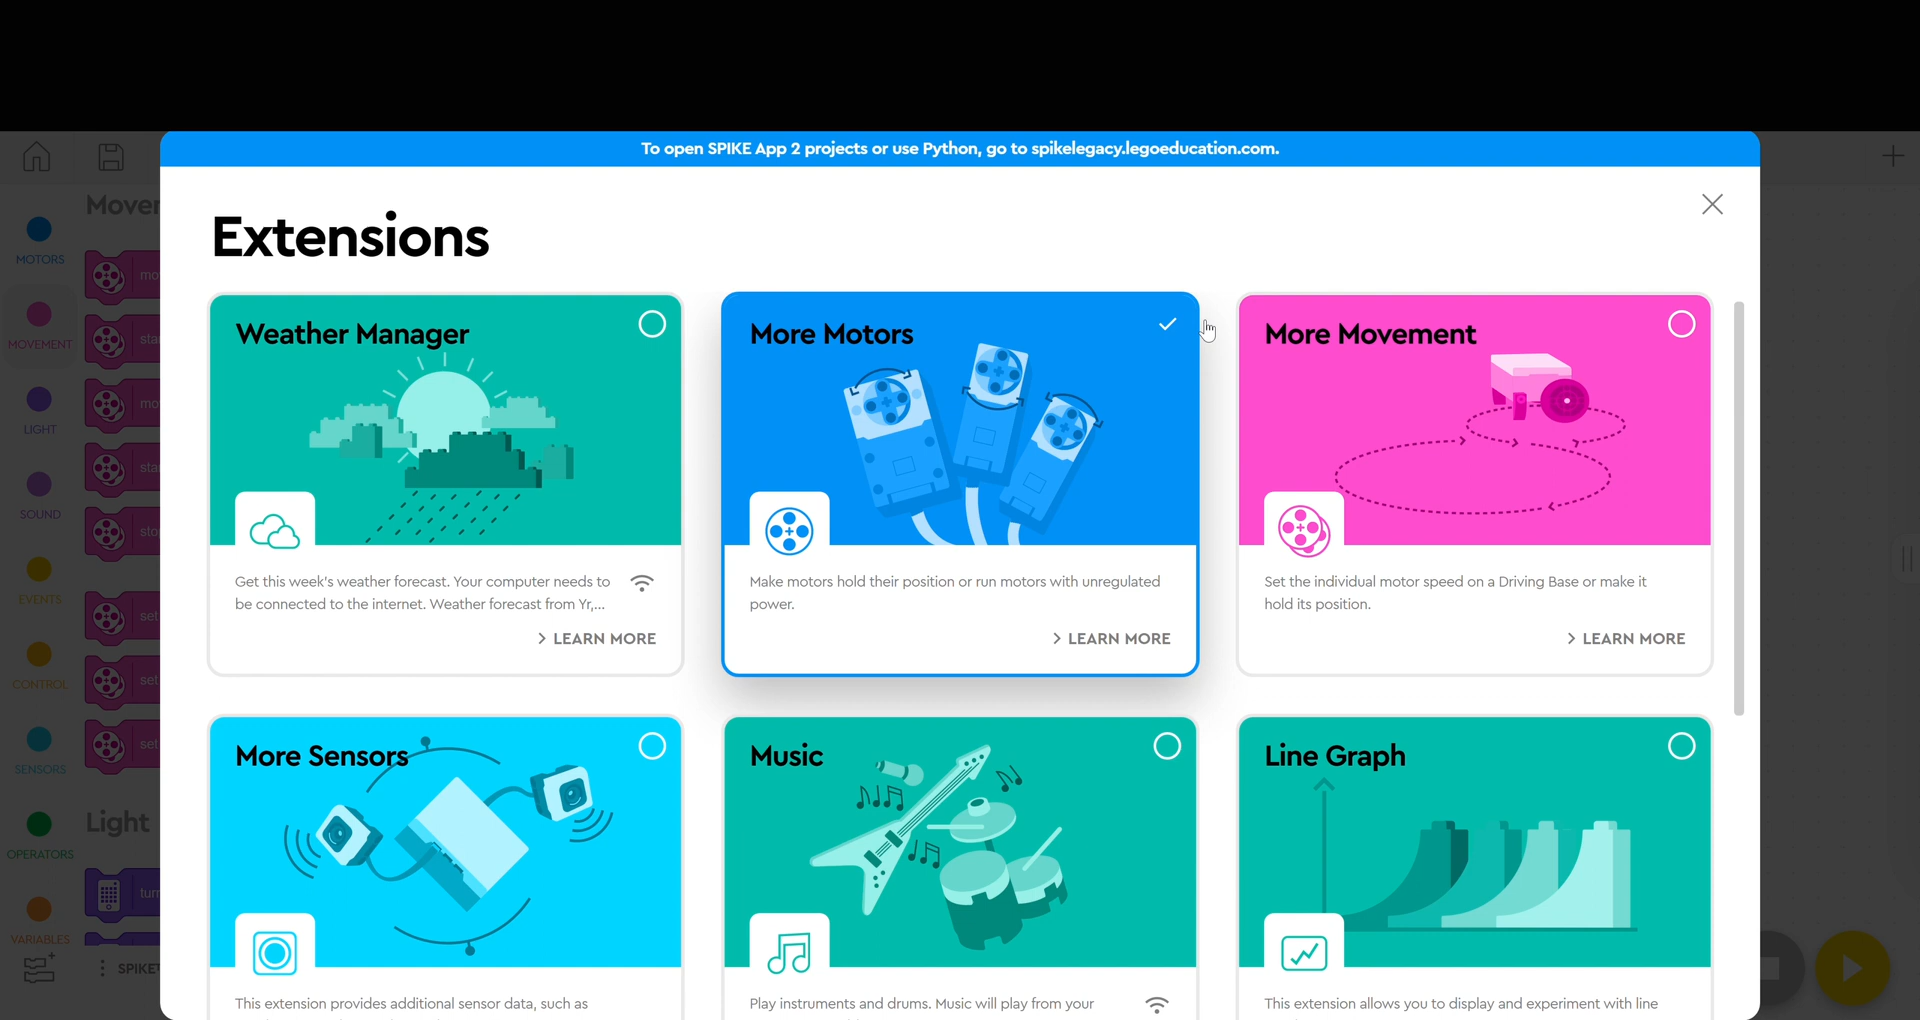 To open SPIKE App 2 projects or use Python, go to spikelegacy.legoeducation.com.
Extensions
Weather Manager
Get this week's weather forecast. Your computer needs to
be connected to the internet. Weather forecast from Yr,...
> LEARN MORE
More Motors
Make motors hold their position or run motors with unregulated
power.
> LEARN MORE
More Movement
Set the individual motor speed on a Driving Base or make it
hold its position.
> LEARN MORE
More Sensors
This extension provides additional sensor data, such as
Music
Play instruments and drums. Music will play from your
Line Graph
This extension allows you to display and experiment with line
MOTORS
MOVEMENT
LIGHT
SOUND
EVENTS
CONTROL
SENSORS
OPERATORS
VARIABLES
Light
set
set
set
SPIKE